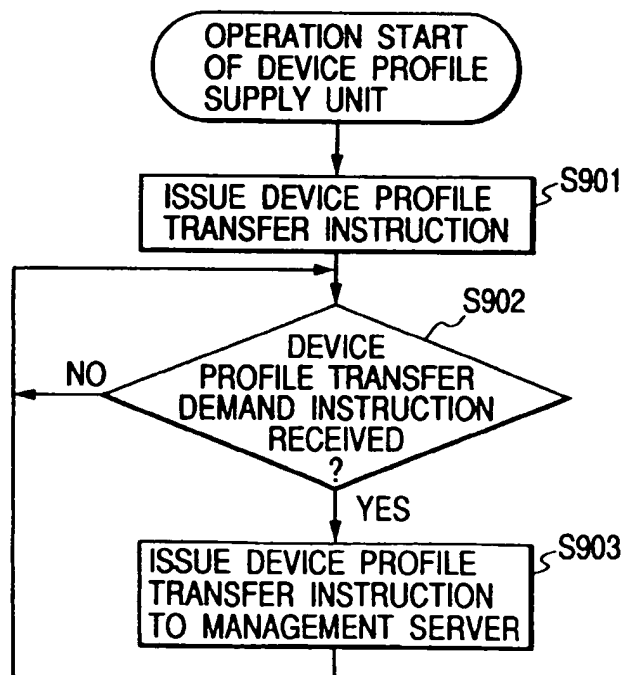 OPERATION START
OF DEVICE PROFILE
SUPPLY UNIT
S901
ISSUE DEVICE PROFILE
TRANSFER INSTRUCTION
S902
DEVICE
PROFILE TRANSFER
DEMAND INSTRUCTION
RECEIVED
?
NO
YES
S903
ISSUE DEVICE PROFILE
TRANSFER INSTRUCTION
TO MANAGEMENT SERVER